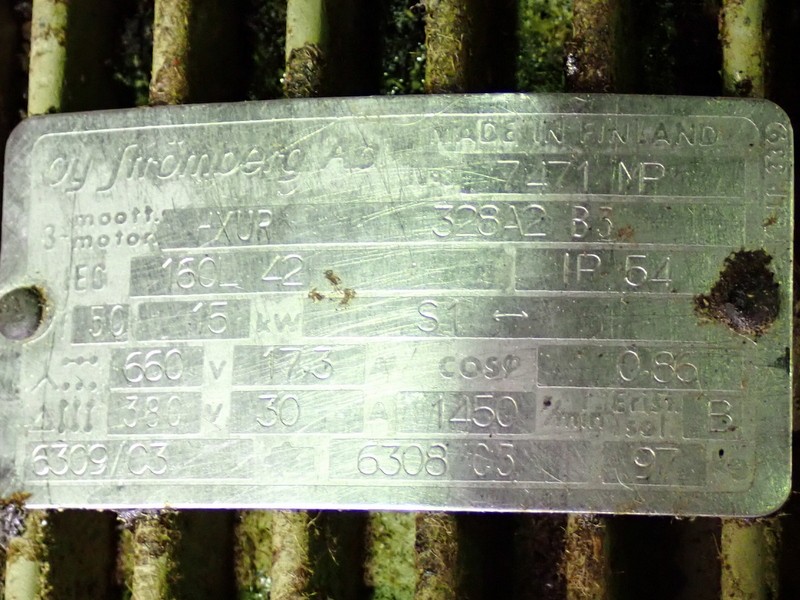 oy Strömberg Ab MADE IN FINLAND
7471 MP
3~ moott. motor HXUR 328A2 B3
IEC 160L 42 IP 54
50 15 kW S1
660 V 17.3 A cosφ 0.86
380 V 30 A 1450 /min Erist. isol B
6309/C3 6308/C3 97